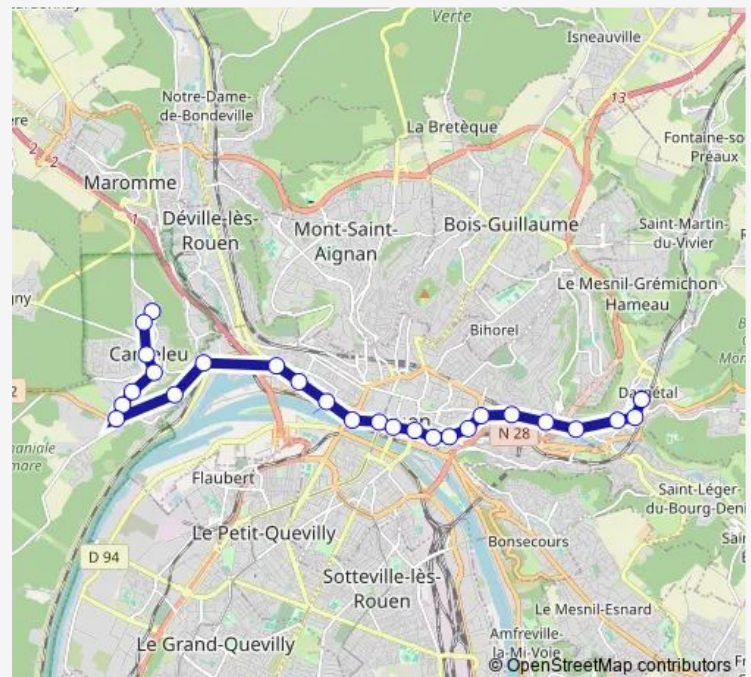 Verte
Isneauville
13
Notre-Dame-
de-Bondeville
La Bretèque
Fontaine-so
Préaux
2
2
Maromme
1
Déville-lès-
Rouen
Mont-Saint-
Aignan
Bois-Guillaume
Saint-Martin-
du-Vivier
Le Mesnil-Grémichon
Hameau
Bihorel
N 28
Flaubert
Saint-Léger-
du-Bourg-Deni
Le Petit-Quevilly
Bonsecours
D 94
Sotteville-lès-
Rouen
Le Mesnil-Esnard
Le Grand-Quevilly
Amfreville-
la-Mi-Voie
© OpenStreetMap contributors